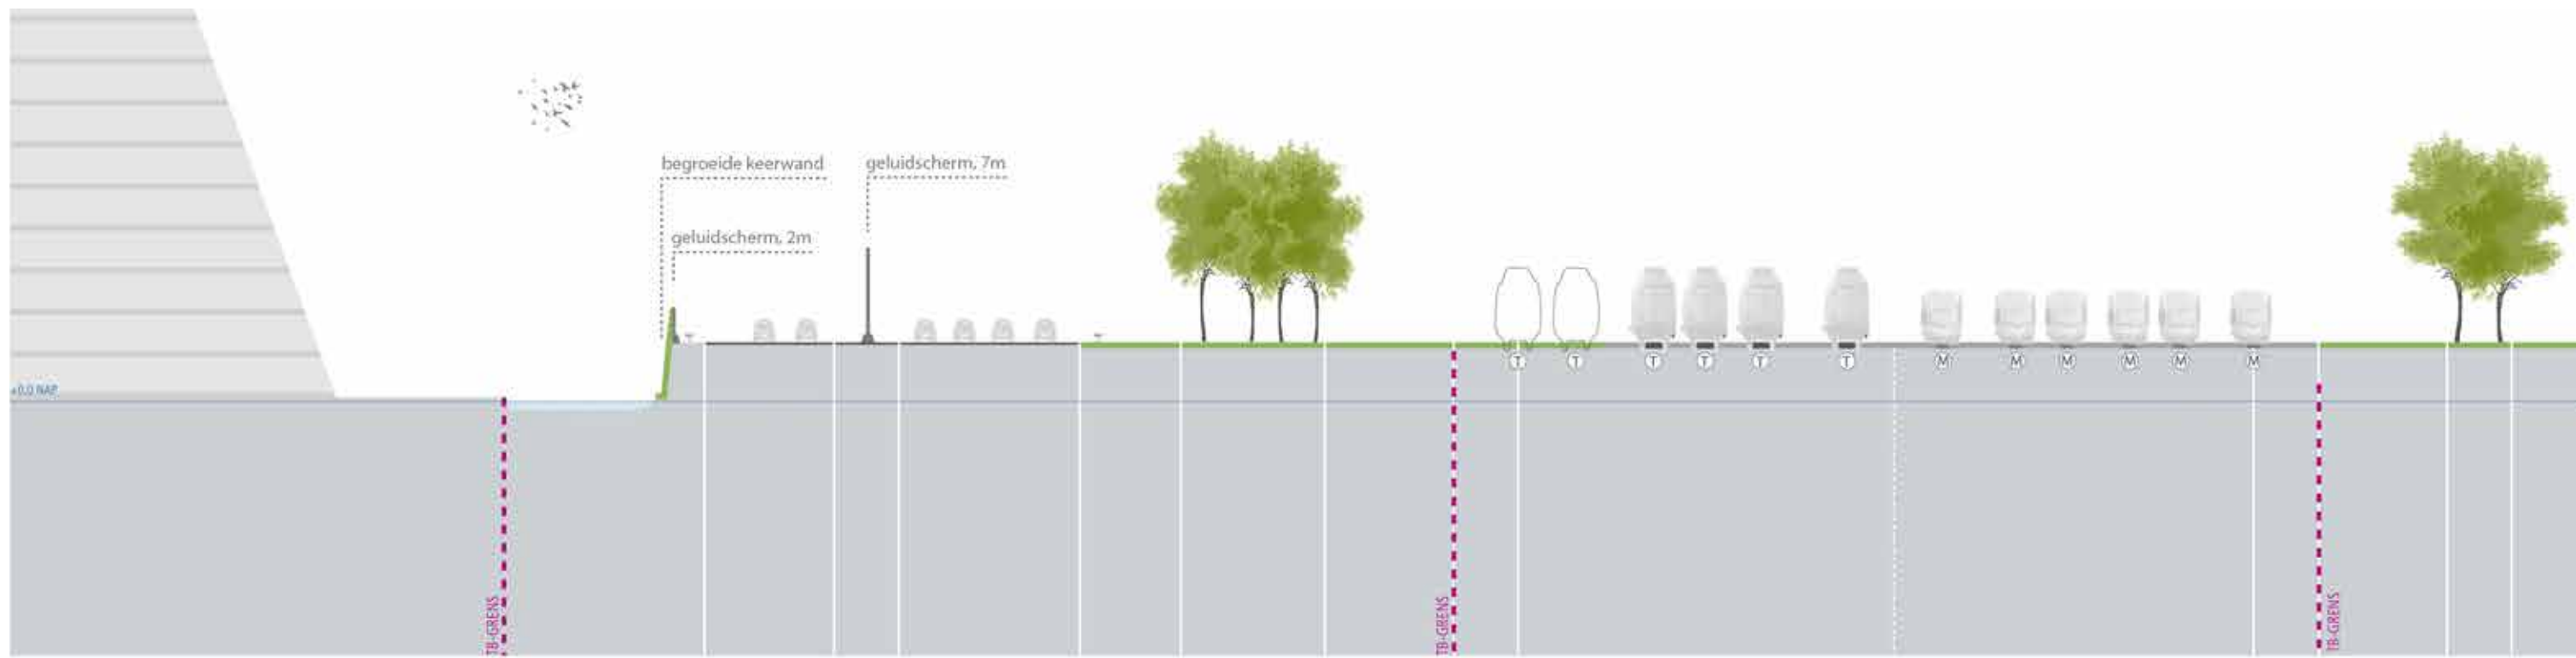 begroeide keerwand
geluidscherm, 7m
geluidscherm, 2m
+0.0 NAP
T
T
T
T
T
T
M
M
M
M
M
M
TB-GRENS
TB-GRENS
TB-GRENS